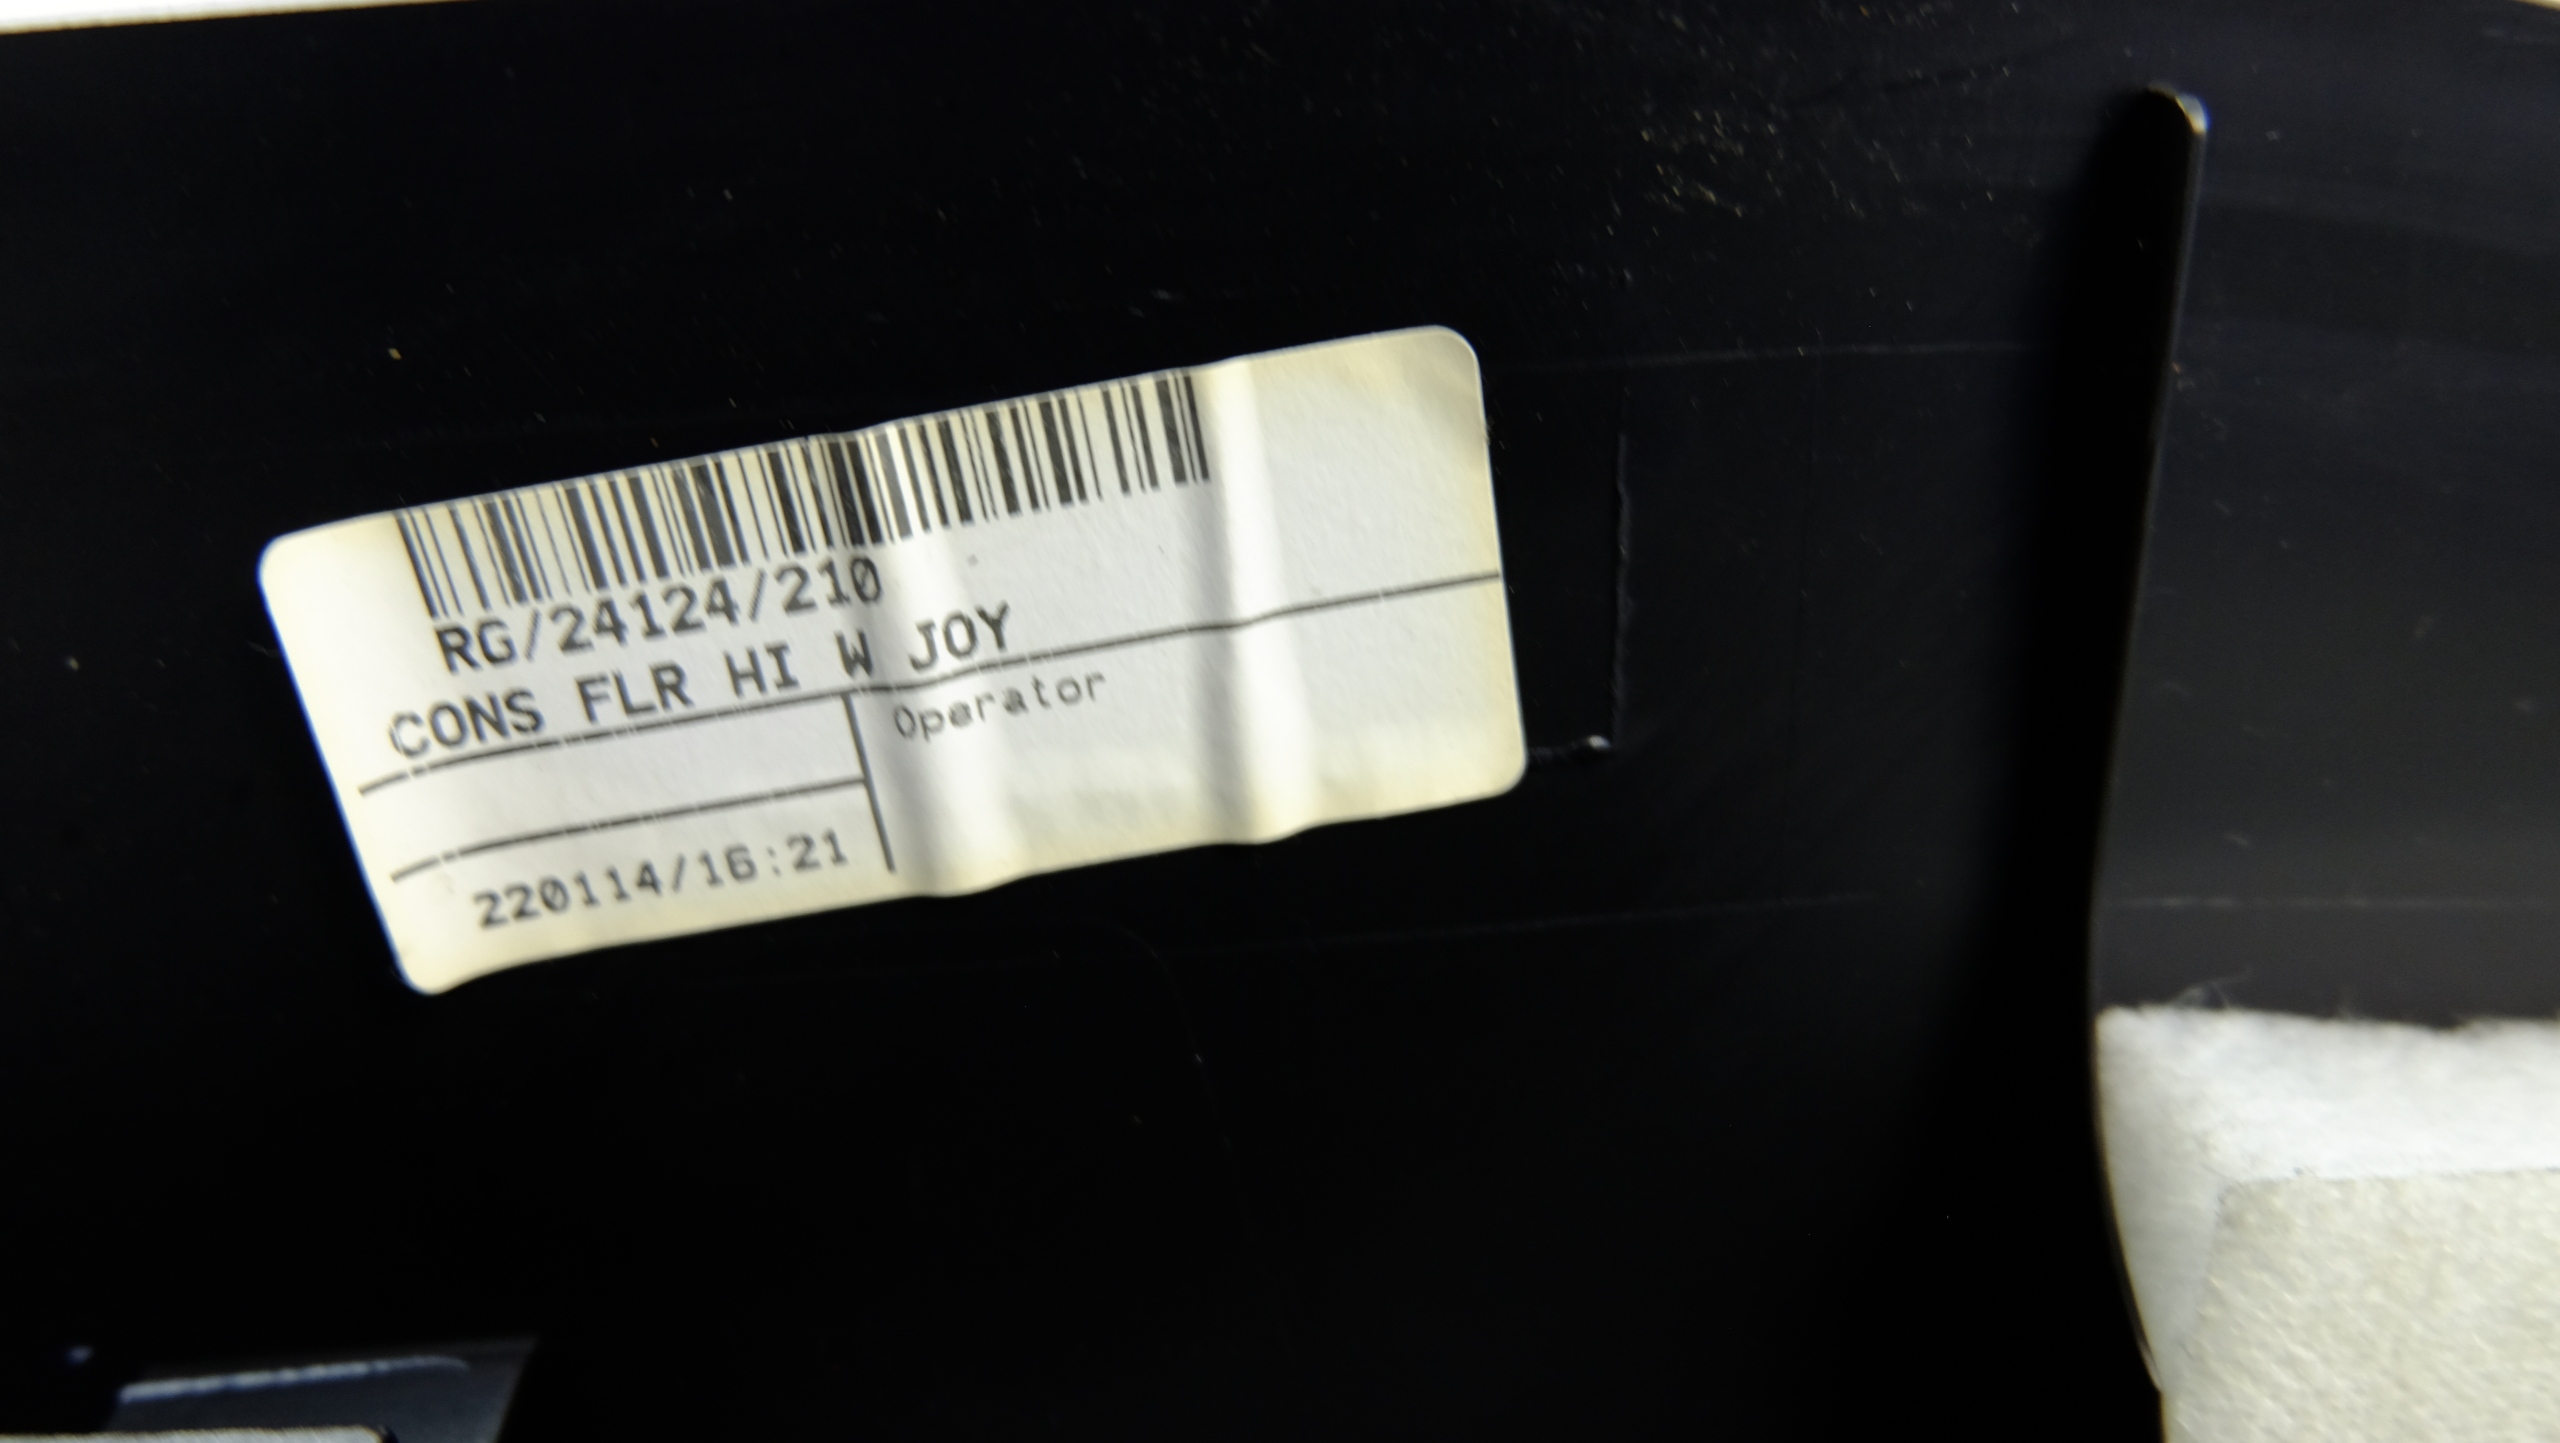 RG/24124/210
CONS FLR HI W JOY
Operator
220114/16:21